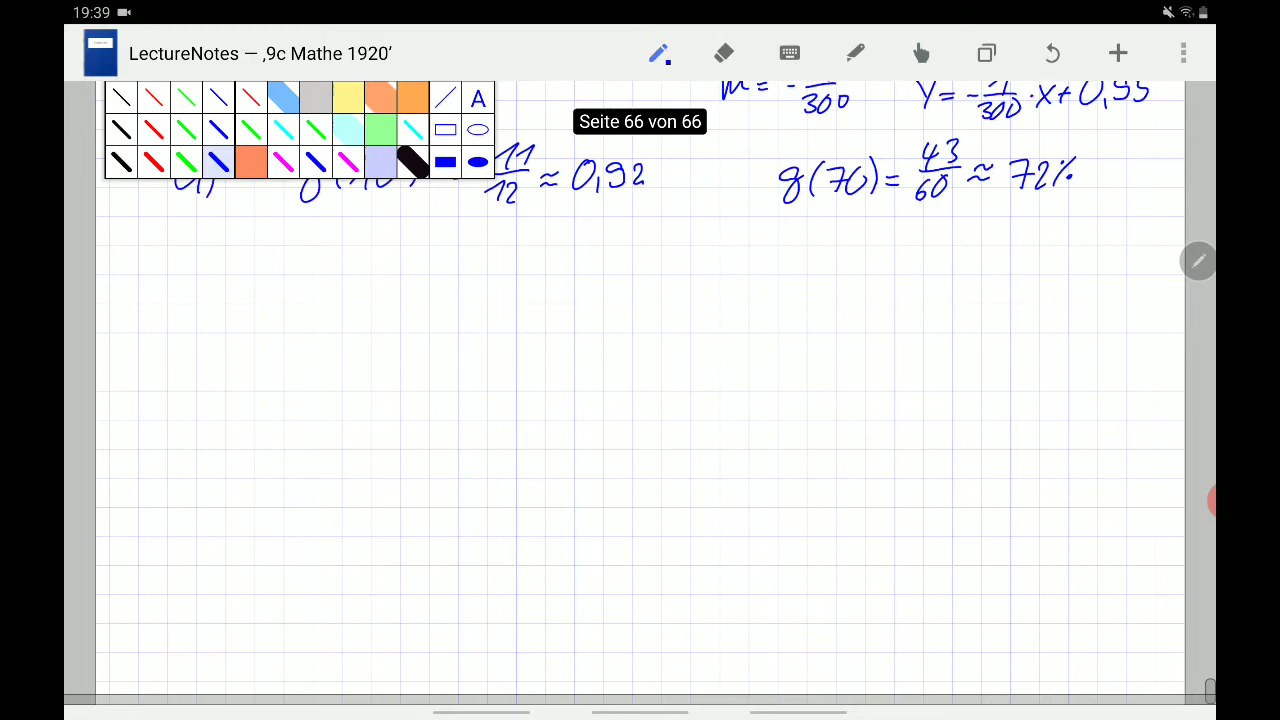 19:39
LectureNotes — ‚9c Mathe 1920’
A
Seite 66 von 66
m = - /300 y = - 1/300 · x + 0,95
11/12 ≈ 0,92 g(70) = 43/60 ≈ 72%